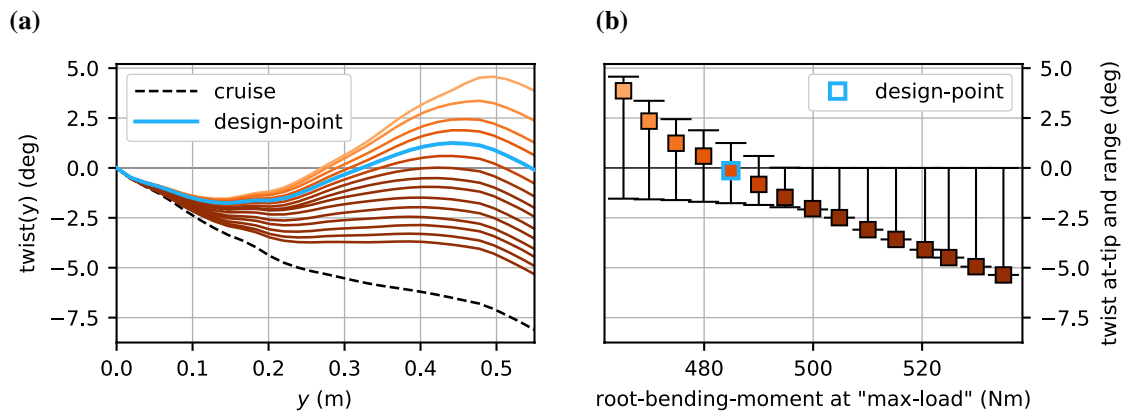 (a)
5.0
2.5
0.0
−2.5
−5.0
−7.5
twist(y) (deg)
cruise
design-point
0.0 0.1 0.2 0.3 0.4 0.5
y (m)
(b)
design-point
5.0
2.5
0.0
−2.5
−5.0
−7.5
twist at-tip and range (deg)
480 500 520
root-bending-moment at "max-load" (Nm)